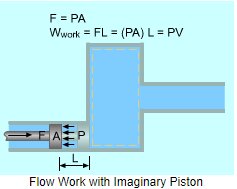 F = PA
Wwork = FL = (PA) L = PV
F A P
L
Flow Work with Imaginary Piston